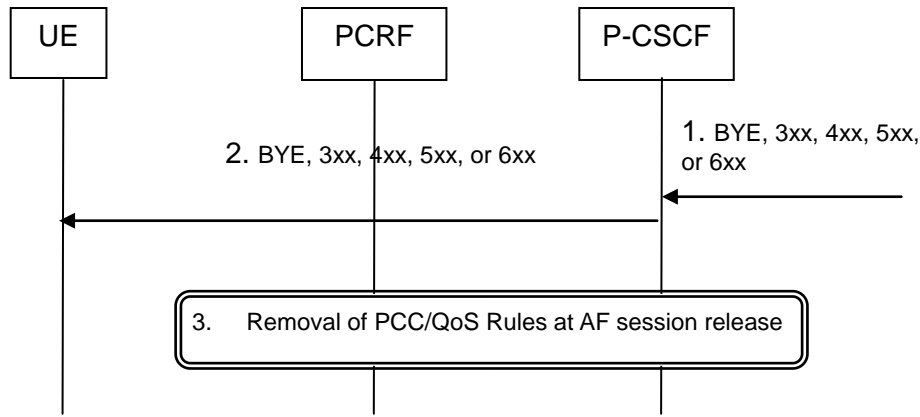 UE
PCRF
P-CSCF
1. BYE, 3xx, 4xx, 5xx,
or 6xx
2. BYE, 3xx, 4xx, 5xx, or 6xx
3. Removal of PCC/QoS Rules at AF session release